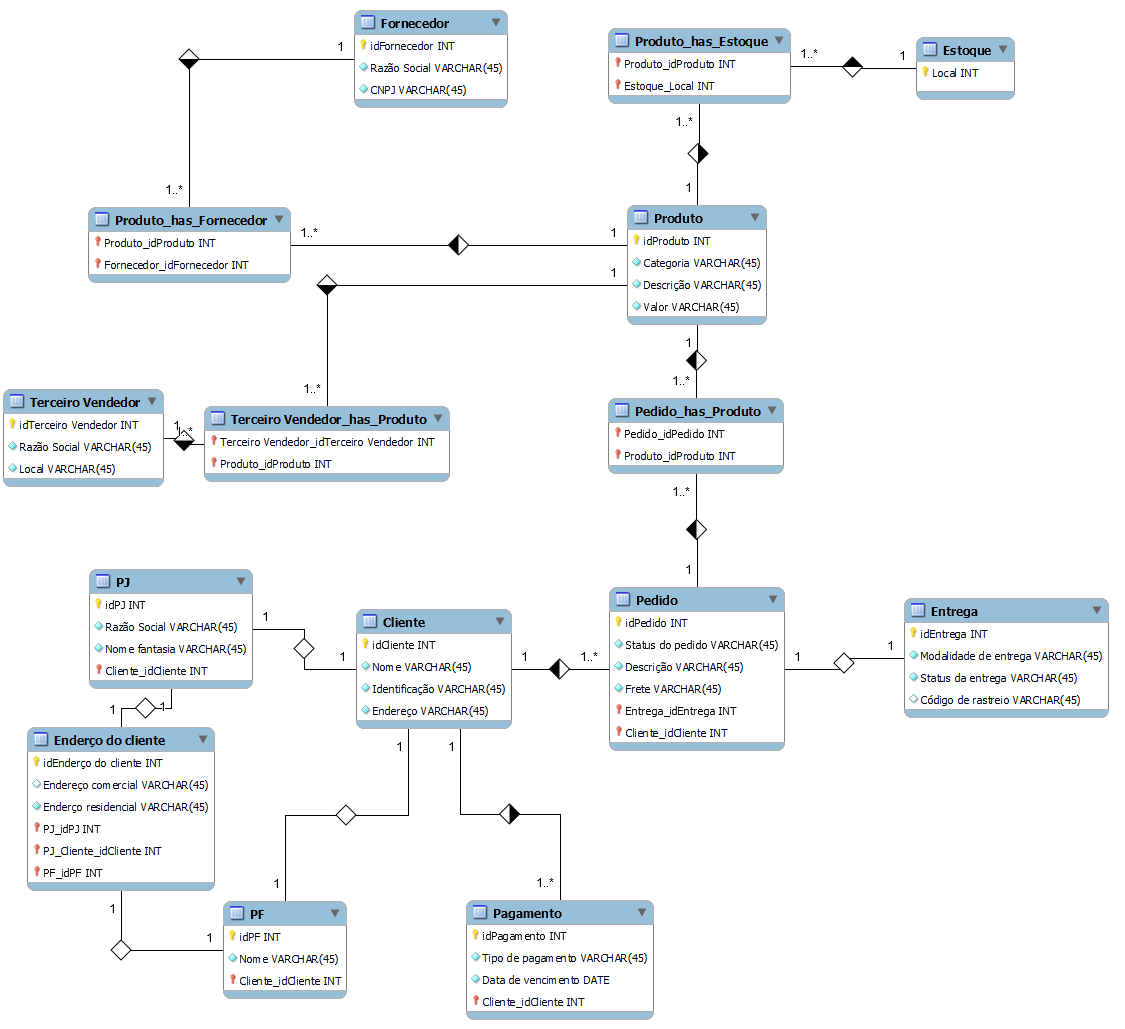 Fornecedor
idFornecedor INT
Razão Social VARCHAR(45)
CNPJ VARCHAR(45)
1
1..*
Produto_has_Estoque
Produto_idProduto INT
Estoque_Local INT
1..*
1
Estoque
Local INT
1..*
1
Produto_has_Fornecedor
Produto_idProduto INT
Fornecedor_idFornecedor INT
1..*
1
Produto
idProduto INT
Categoria VARCHAR(45)
Descrição VARCHAR(45)
Valor VARCHAR(45)
1
1..*
1
1..*
Terceiro Vendedor
idTerceiro Vendedor INT
Razão Social VARCHAR(45)
Local VARCHAR(45)
1
1..*
Terceiro Vendedor_has_Produto
Terceiro Vendedor_idTerceiro Vendedor INT
Produto_idProduto INT
Pedido_has_Produto
Pedido_idPedido INT
Produto_idProduto INT
1..*
1
PJ
idPJ INT
Razão Social VARCHAR(45)
Nome fantasia VARCHAR(45)
Cliente_idCliente INT
1
1
Cliente
idCliente INT
Nome VARCHAR(45)
Identificação VARCHAR(45)
Endereço VARCHAR(45)
1
1..*
Pedido
idPedido INT
Status do pedido VARCHAR(45)
Descrição VARCHAR(45)
Frete VARCHAR(45)
Entrega_idEntrega INT
Cliente_idCliente INT
1
1
Entrega
idEntrega INT
Modalidade de entrega VARCHAR(45)
Status da entrega VARCHAR(45)
Código de rastreio VARCHAR(45)
1
1
Enderço do cliente
idEnderço do cliente INT
Endereço comercial VARCHAR(45)
Enderço residencial VARCHAR(45)
PJ_idPJ INT
PJ_Cliente_idCliente INT
PF_idPF INT
1
1
1
1
PF
idPF INT
Nome VARCHAR(45)
Cliente_idCliente INT
1
1..*
Pagamento
idPagamento INT
Tipo de pagamento VARCHAR(45)
Data de vencimento DATE
Cliente_idCliente INT